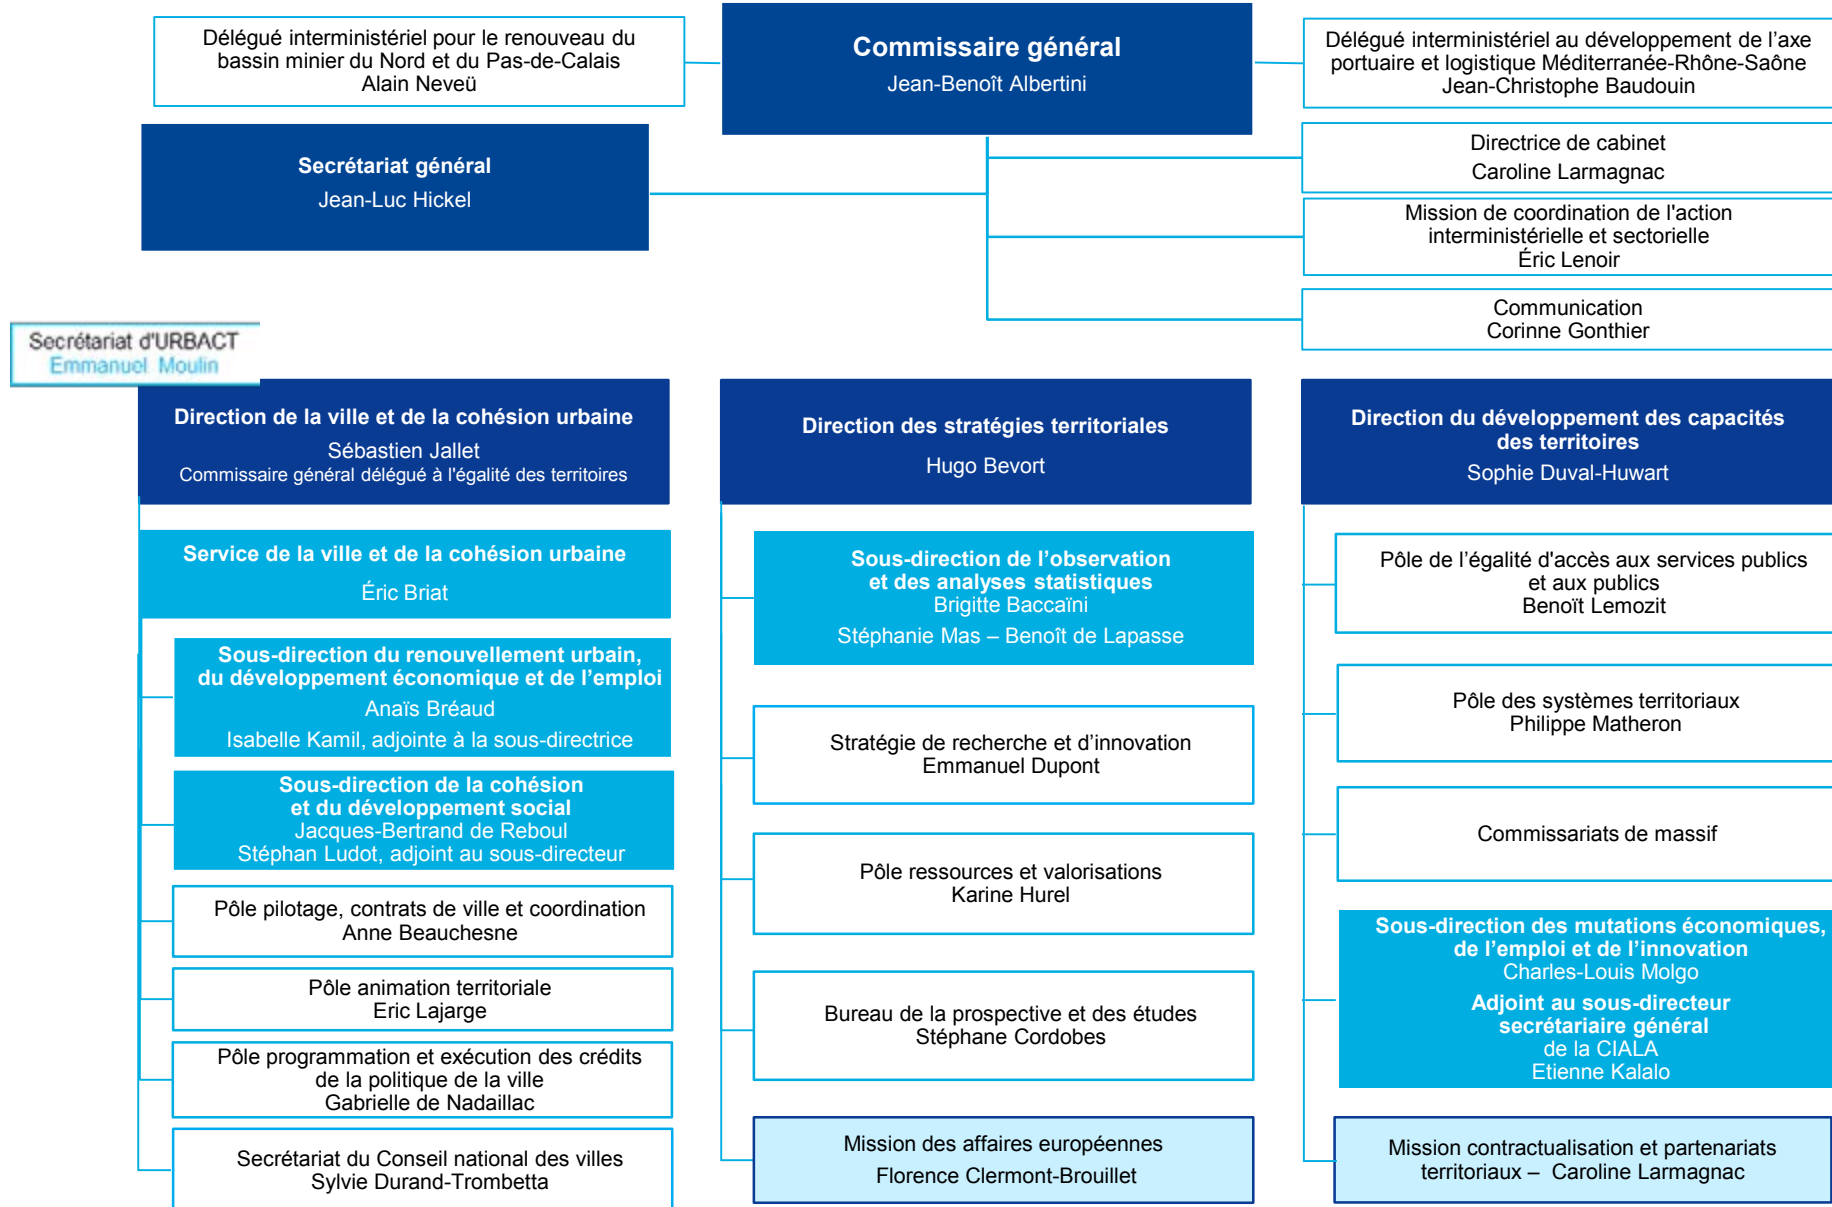 Délégué interministériel pour le renouveau du
bassin minier du Nord et du Pas-de-Calais
Alain Neveü
Commissaire général
Jean-Benoît Albertini
Délégué interministériel au développement de l'axe
portuaire et logistique Méditerranée-Rhône-Saône
Jean-Christophe Baudouin
Secrétariat général
Jean-Luc Hickel
Directrice de cabinet
Caroline Larmagnac
Mission de coordination de l'action
interministérielle et sectorielle
Éric Lenoir
Communication
Corinne Gonthier
Secrétariat d'URBACT
Emmanuel Moulin
Direction de la ville et de la cohésion urbaine
Sébastien Jallet
Commissaire général délégué à l'égalité des territoires
Service de la ville et de la cohésion urbaine
Éric Briat
Sous-direction du renouvellement urbain,
du développement économique et de l'emploi
Anaïs Bréaud
Isabelle Kamil, adjointe à la sous-directrice
Sous-direction de la cohésion
et du développement social
Jacques-Bertrand de Reboul
Stéphan Ludot, adjoint au sous-directeur
Pôle pilotage, contrats de ville et coordination
Anne Beauchesne
Pôle animation territoriale
Eric Lajarge
Pôle programmation et exécution des crédits
de la politique de la ville
Gabrielle de Nadaillac
Secrétariat du Conseil national des villes
Sylvie Durand-Trombetta
Direction des stratégies territoriales
Hugo Bevort
Sous-direction de l'observation
et des analyses statistiques
Brigitte Baccaïni
Stéphanie Mas – Benoît de Lapasse
Stratégie de recherche et d'innovation
Emmanuel Dupont
Pôle ressources et valorisations
Karine Hurel
Bureau de la prospective et des études
Stéphane Cordobes
Mission des affaires européennes
Florence Clermont-Brouillet
Direction du développement des capacités
des territoires
Sophie Duval-Huwart
Pôle de l'égalité d'accès aux services publics
et aux publics
Benoït Lemozit
Pôle des systèmes territoriaux
Philippe Matheron
Commissariats de massif
Sous-direction des mutations économiques,
de l'emploi et de l'innovation
Charles-Louis Molgo
Adjoint au sous-directeur
secrétariaire général
de la CIALA
Etienne Kalalo
Mission contractualisation et partenariats
territoriaux – Caroline Larmagnac